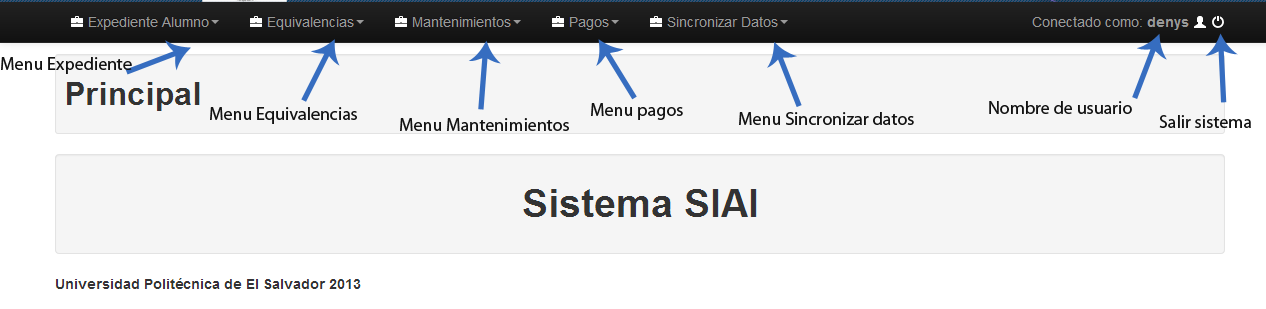 Expediente Alumno Equivalencias Mantenimientos Pagos Sincronizar Datos Conectado como: denys
Menu Expediente
Principal
Menu Equivalencias
Menu Mantenimientos
Menu pagos
Menu Sincronizar datos
Nombre de usuario
Salir sistema
Sistema SIAI
Universidad Politécnica de El Salvador 2013